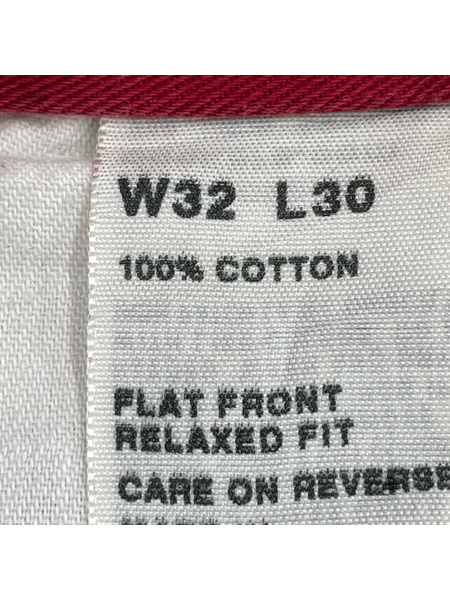 W32 L30
100% COTTON
FLAT FRONT
RELAXED FIT
CARE ON REVERSE